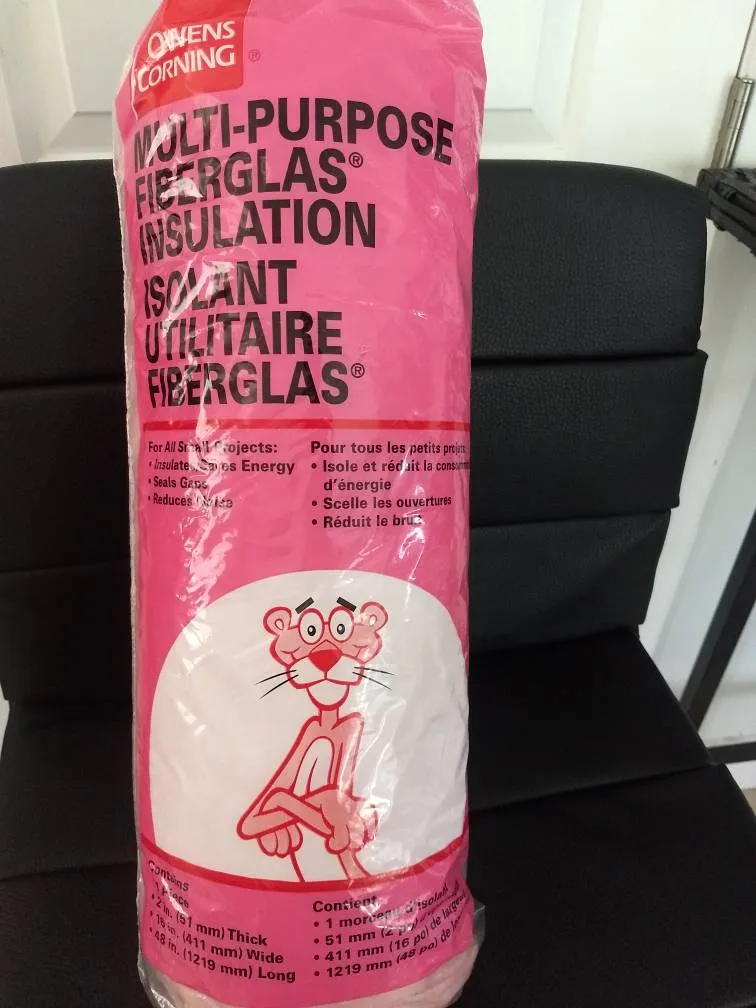 OWENS
CORNING ®
MULTI-PURPOSE
FIBERGLAS®
INSULATION
ISOLANT
UTILITAIRE
FIBERGLAS®
For All Small Projects:
• Insulates/Saves Energy
• Seals Gaps
• Reduces Noise
Pour tous les petits projets
• Isole et réduit la consomm
d'énergie
• Scelle les ouvertures
• Réduit le bruit
Contains
• 1 Piece
• 2 in. (51 mm) Thick
• 16 in. (411 mm) Wide
• 48 in. (1219 mm) Long
Contient
• 1 morceau d'isolant
• 51 mm (2 po)
• 411 mm (16 po) de largeur
• 1219 mm (48 po) de